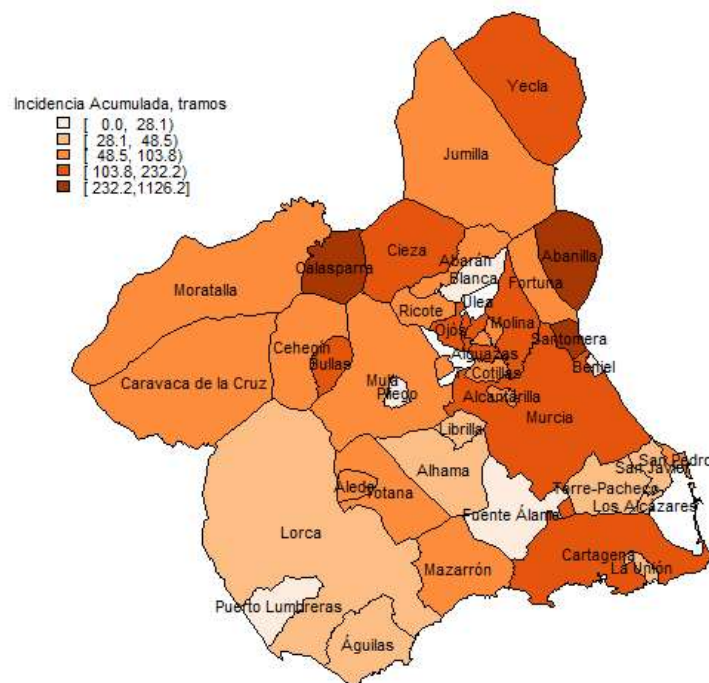 Incidencia Acumulada, tramos
[ 0.0, 28.1)
[ 28.1, 48.5)
[ 48.5, 103.8)
[ 103.8, 232.2)
[ 232.2,1126.2]
Yecla
Jumilla
Cieza
Abarán
Abanilla
Calasparra
Blanca
Fortuna
Moratalla
Ulea
Ricote
Ojós
Molina
Santomera
Cehegín
Bullas
Alguazas
Beniel
Caravaca de la Cruz
Mula
T. Cotillas
Pliego
Alcantarilla
Murcia
Librilla
San Pedro
Alhama
San Javier
Aledo
Totana
Torre-Pacheco
Fuente Álamo
Los Alcázares
Lorca
Cartagena
Mazarrón
La Unión
Puerto Lumbreras
Águilas